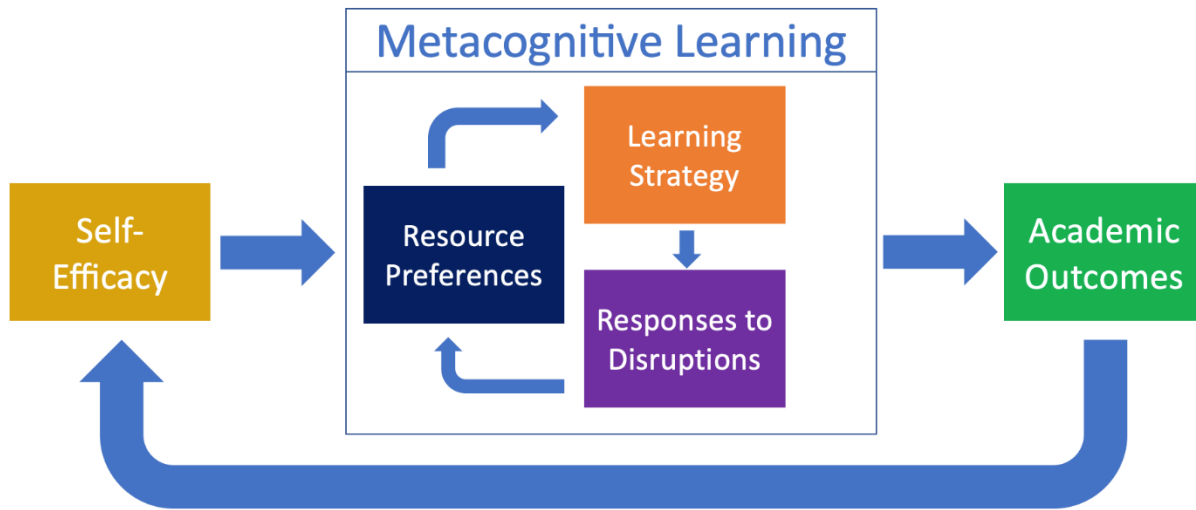 Metacognitive Learning
Learning
Strategy
Self-
Efficacy
Resource
Preferences
Academic
Outcomes
Responses to
Disruptions